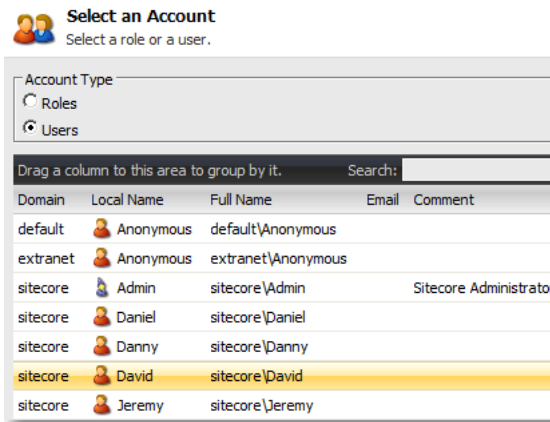 Select an Account
Select a role or a user.
Account Type
Roles
Users
Drag a column to this area to group by it. Search:
Domain Local Name Full Name Email Comment
default Anonymous default\Anonymous
extranet Anonymous extranet\Anonymous
sitecore Admin sitecore\Admin Sitecore Administrato
sitecore Daniel sitecore\Daniel
sitecore Danny sitecore\Danny
sitecore David sitecore\David
sitecore Jeremy sitecore\Jeremy